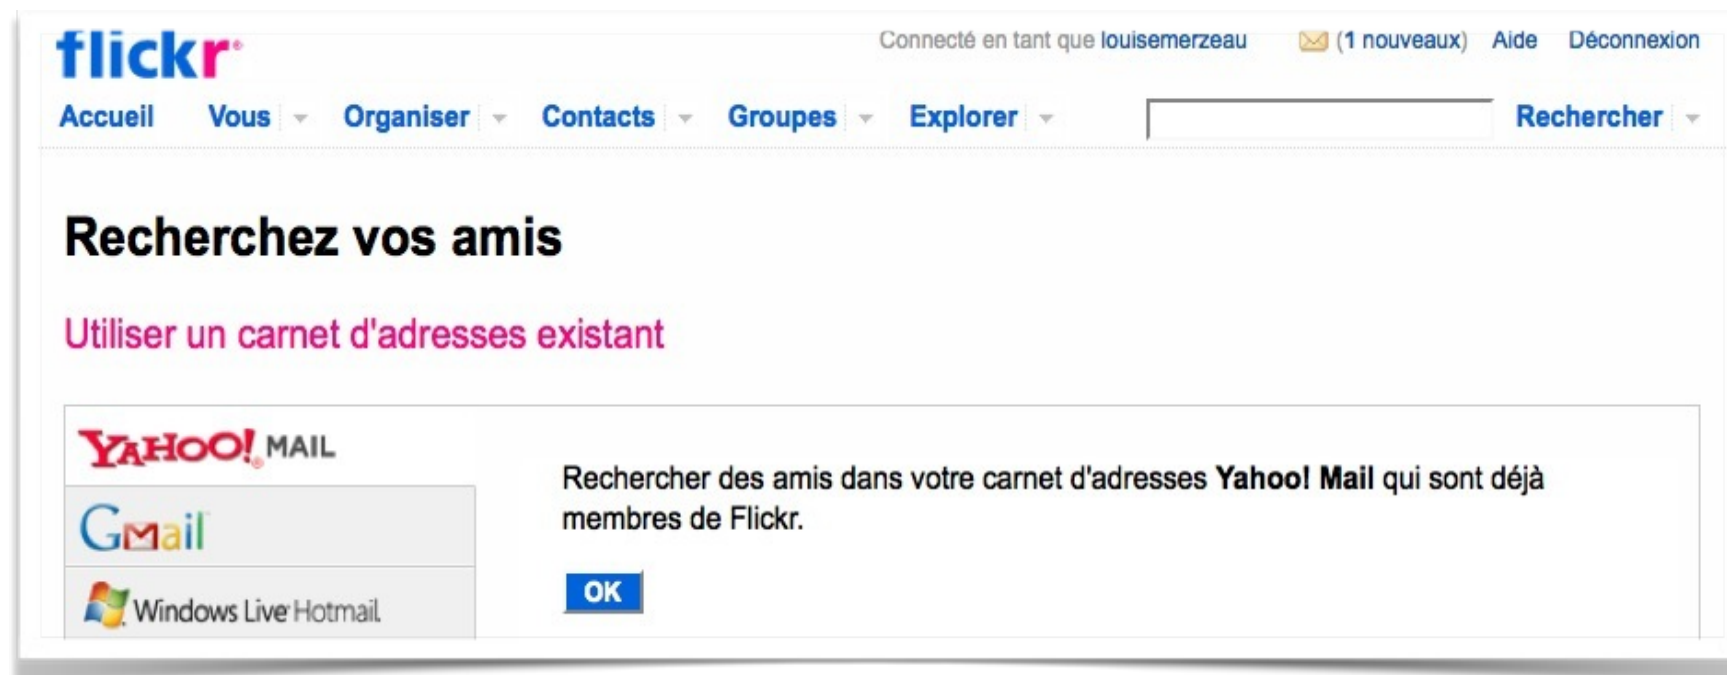 flickr
Connecté en tant que louisemerzeau (1 nouveaux) Aide Déconnexion
Accueil Vous Organiser Contacts Groupes Explorer Rechercher
Recherchez vos amis
Utiliser un carnet d'adresses existant
YAHOO! MAIL
Gmail
Windows Live Hotmail
Rechercher des amis dans votre carnet d'adresses Yahoo! Mail qui sont déjà
membres de Flickr.
OK